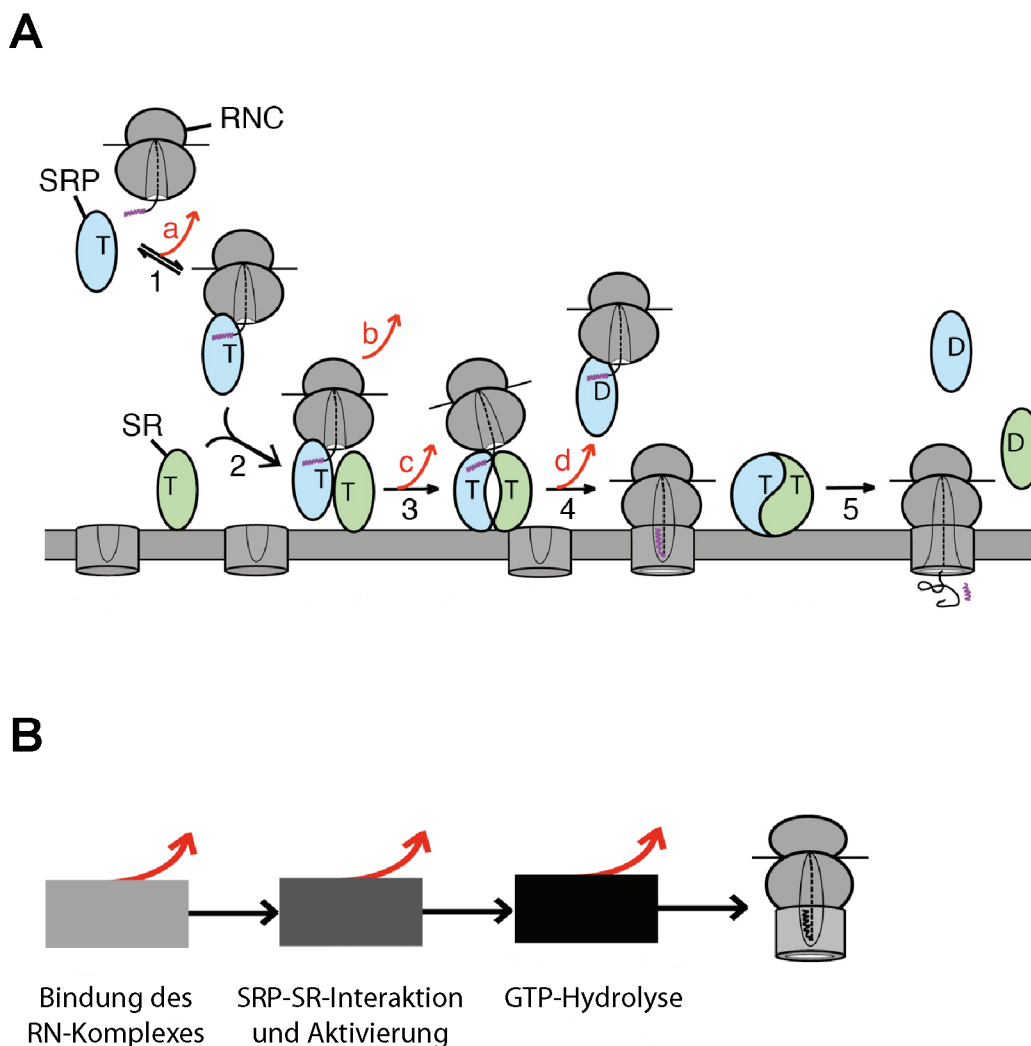 A
RNC
SRP
T
a
1
T
b
SR
T
2
T
T
c
3
T
T
D
d
4
T
T
5
D
D
B
Bindung des
RN-Komplexes
SRP-SR-Interaktion
und Aktivierung
GTP-Hydrolyse